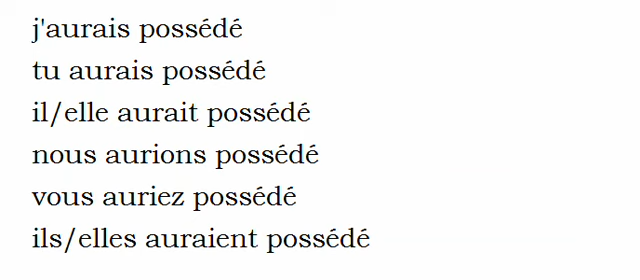 j'aurais possédé
tu aurais possédé
il/elle aurait possédé
nous aurions possédé
vous auriez possédé
ils/elles auraient possédé